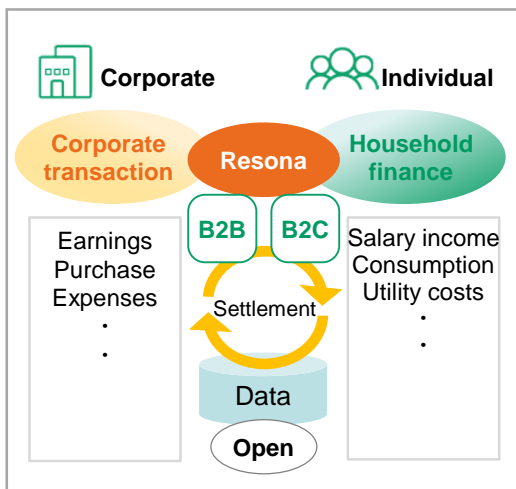 Corporate
Individual
Corporate
transaction
Resona
Household
finance
B2B
B2C
Earnings
Purchase
Expenses
・
・
Settlement
Salary income
Consumption
Utility costs
・
・
Data
Open